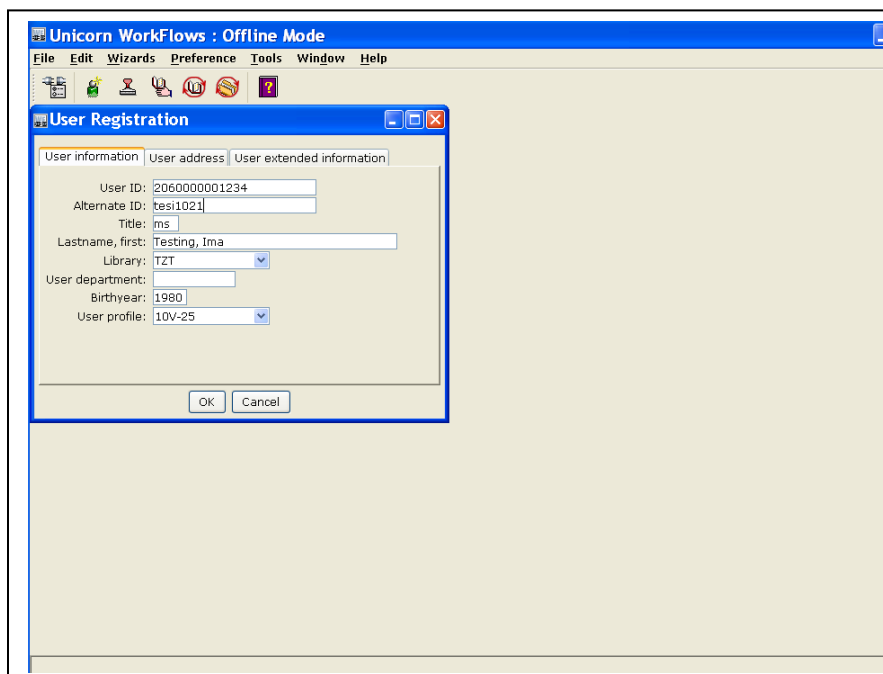 Unicorn WorkFlows : Offline Mode
File Edit Wizards Preference Tools Window Help
?
User Registration
User information User address User extended information
User ID: 2060000001234
Alternate ID: tesi1021
Title: ms
Lastname, first: Testing, Ima
Library: TZT
User department:
Birthyear: 1980
User profile: 10V-25
OK Cancel